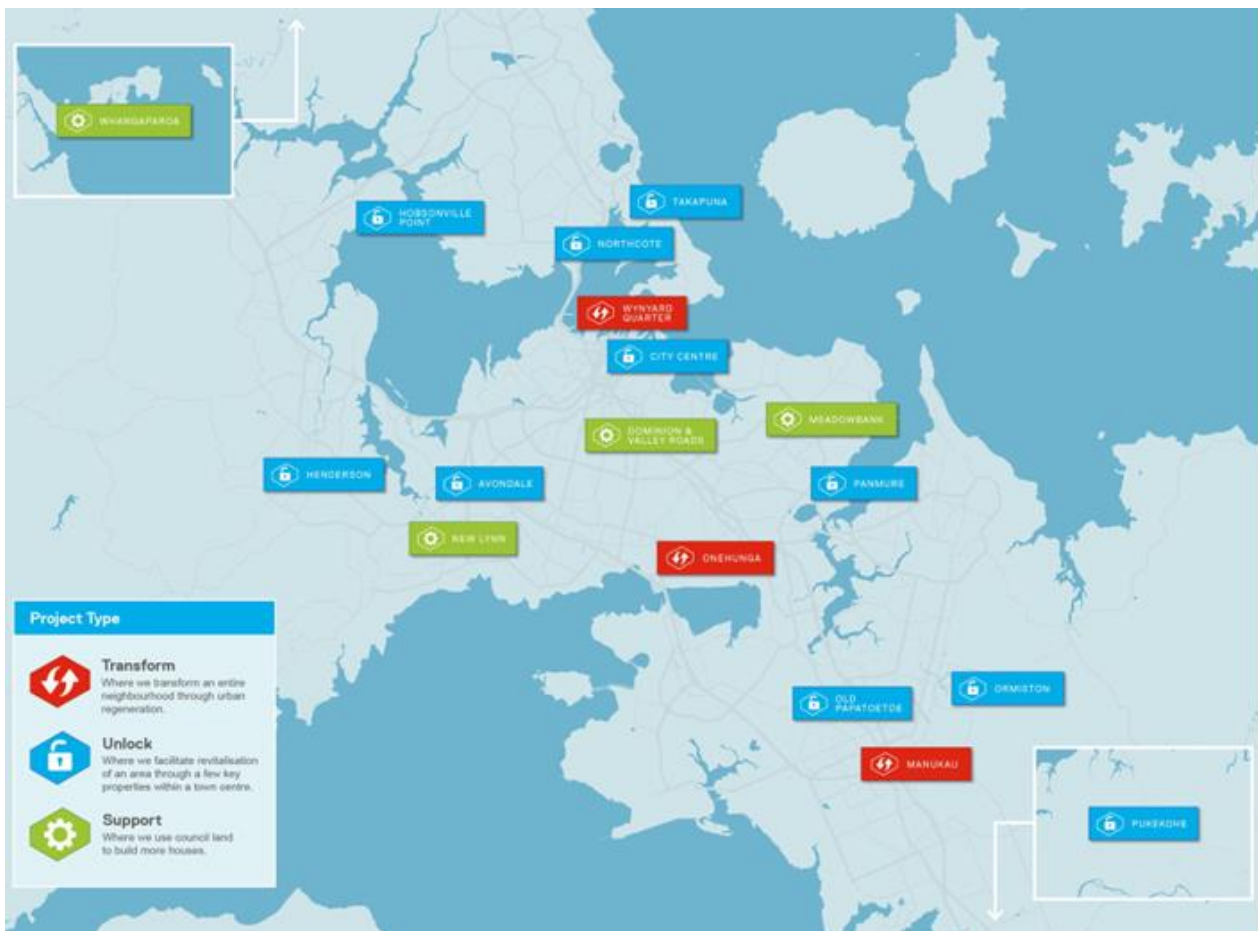 WHANGAPAROA
TAKAPUNA
HOBSONVILLE
POINT
NORTHCOTE
WYNYARD
QUARTER
CITY CENTRE
MEADOWBANK
DOMINION &
VALLEY ROADS
HENDERSON
AVONDALE
PANMURE
NEW LYNN
ONEHUNGA
ORMISTON
OLD
PAPATOETOE
MANUKAU
PUKEKOHE
Project Type
Transform
Where we transform an entire
neighbourhood through urban
regeneration.
Unlock
Where we facilitate revitalisation
of an area through a few key
properties within a town centre.
Support
Where we use council land
to build more houses.